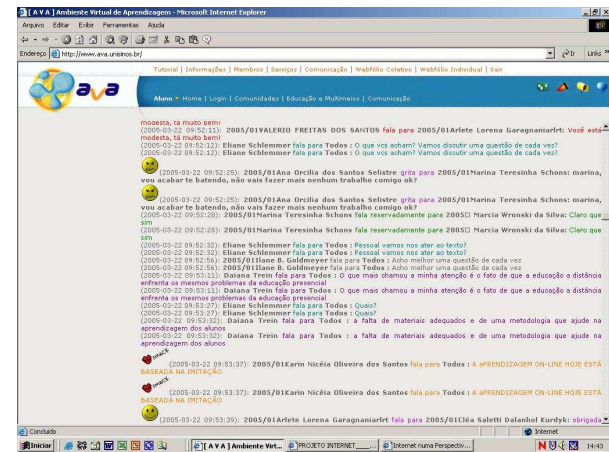 [ A V A ] Ambiente Virtual de Aprendizagem - Microsoft Internet Explorer
Arquivo Editar Exibir Ferramentas Ajuda
Endereço http://www.ava.unisinos.br/ Ir Links
Tutorial | Informações | Membros | Serviços | Comunicação | Webfólio Coletivo | Webfólio Individual | Sair
ava
Aluno Home | Login | Comunidades | Educação e Multimeios | Comunicação
modesta, ta muito bem!
(2005-03-22 09:52:11): 2005/01VALERIO FREITAS DOS SANTOS fala para 2005/01Arlete Lorena Garagnaniarlrt: Você está
modesta, tá muito bem!
(2005-03-22 09:52:12): Eliane Schlemmer fala para Todos : O que vcs acham? Vamos discutir uma questão de cada vez?
(2005-03-22 09:52:12): Eliane Schlemmer fala para Todos : O que vcs acham? Vamos discutir uma questão de cada vez?
(2005-03-22 09:52:25): 2005/01Ana Orcilia dos Santos Selistre grita para 2005/01Marina Teresinha Schons: marina,
vou acabar te batendo, não vais fazer mais nenhum trabalho comigo ok?
(2005-03-22 09:52:25): 2005/01Ana Orcilia dos Santos Selistre grita para 2005/01Marina Teresinha Schons: marina,
vou acabar te batendo, não vais fazer mais nenhum trabalho comigo ok?
(2005-03-22 09:52:28): 2005/01Marina Teresinha Schons fala reservadamente para 2005□ Marcia Wronski da Silva: Claro que
sim
(2005-03-22 09:52:28): 2005/01Marina Teresinha Schons fala reservadamente para 2005□ Marcia Wronski da Silva: Claro que
sim
(2005-03-22 09:52:32): Eliane Schlemmer fala para Todos : Pessoal vamos nos ater ao texto?
(2005-03-22 09:52:32): Eliane Schlemmer fala para Todos : Pessoal vamos nos ater ao texto?
(2005-03-22 09:52:56): 2005/01Ilane B. Goldmeyer fala para Todos : Acho melhor uma questão de cada vez
(2005-03-22 09:52:56): 2005/01Ilane B. Goldmeyer fala para Todos : Acho melhor uma questão de cada vez
(2005-03-22 09:53:11): Daiana Trein fala para Todos : O que mais chamou a minha atenção é o fato de que a educação a distância
enfrenta os mesmos problemas da educação presencial
(2005-03-22 09:53:11): Daiana Trein fala para Todos : O que mais chamou a minha atenção é o fato de que a educação a distância
enfrenta os mesmos problemas da educação presencial
(2005-03-22 09:53:27): Eliane Schlemmer fala para Todos : Quais?
(2005-03-22 09:53:27): Eliane Schlemmer fala para Todos : Quais?
(2005-03-22 09:53:32): Daiana Trein fala para Todos : a falta de materiais adequados e de uma metodologia que ajude na
aprendizagem dos alunos
(2005-03-22 09:53:32): Daiana Trein fala para Todos : a falta de materiais adequados e de uma metodologia que ajude na
aprendizagem dos alunos
SMACK
(2005-03-22 09:53:37): 2005/01Karin Nicéia Oliveira dos Santos fala para Todos : A aPRENDIZAGEM ON-LINE HOJE ESTÁ
BASEADA NA IMITAÇÃO
SMACK
(2005-03-22 09:53:37): 2005/01Karin Nicéia Oliveira dos Santos fala para Todos : A aPRENDIZAGEM ON-LINE HOJE ESTÁ
BASEADA NA IMITAÇÃO
(2005-03-22 09:53:39): 2005/01Arlete Lorena Garagnaniarlrt fala para 2005/01Cléa Saletti Dalanhol Kurdyk: obrigada
Concluído Internet
Iniciar [ A V A ] Ambiente Virt... PROJETO INTERNET____... Internet numa Perspectiv... 14:43